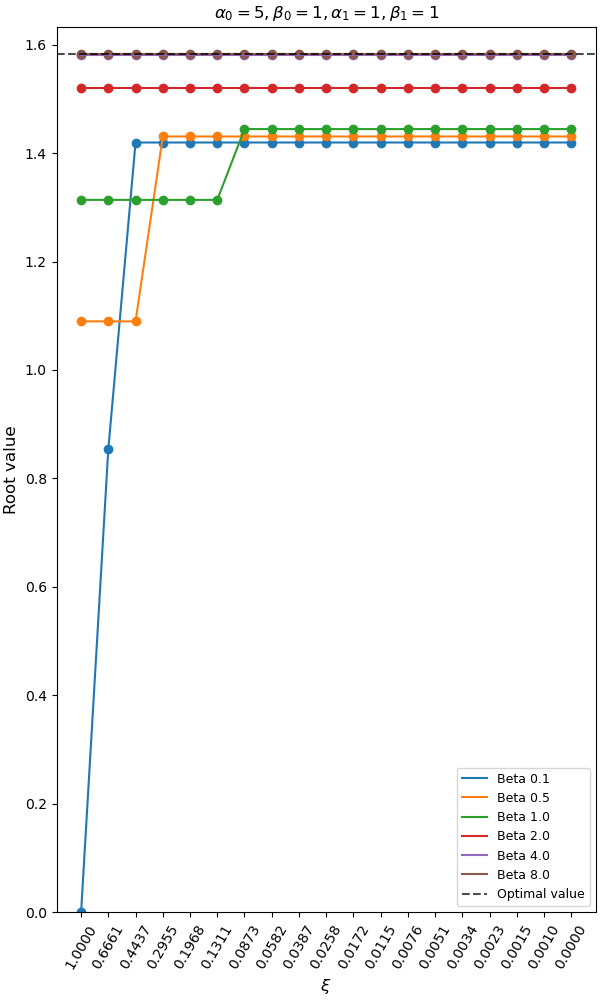 α₀ = 5, β₀ = 1, α₁ = 1, β₁ = 1
Root value
1.6
1.4
1.2
1.0
0.8
0.6
0.4
0.2
0.0
Beta 0.1
Beta 0.5
Beta 1.0
Beta 2.0
Beta 4.0
Beta 8.0
Optimal value
1.0000
0.6661
0.4437
0.2955
0.1968
0.1311
0.0873
0.0582
0.0387
0.0258
0.0172
0.0115
0.0076
0.0051
0.0034
0.0023
0.0015
0.0010
0.0000
ξ